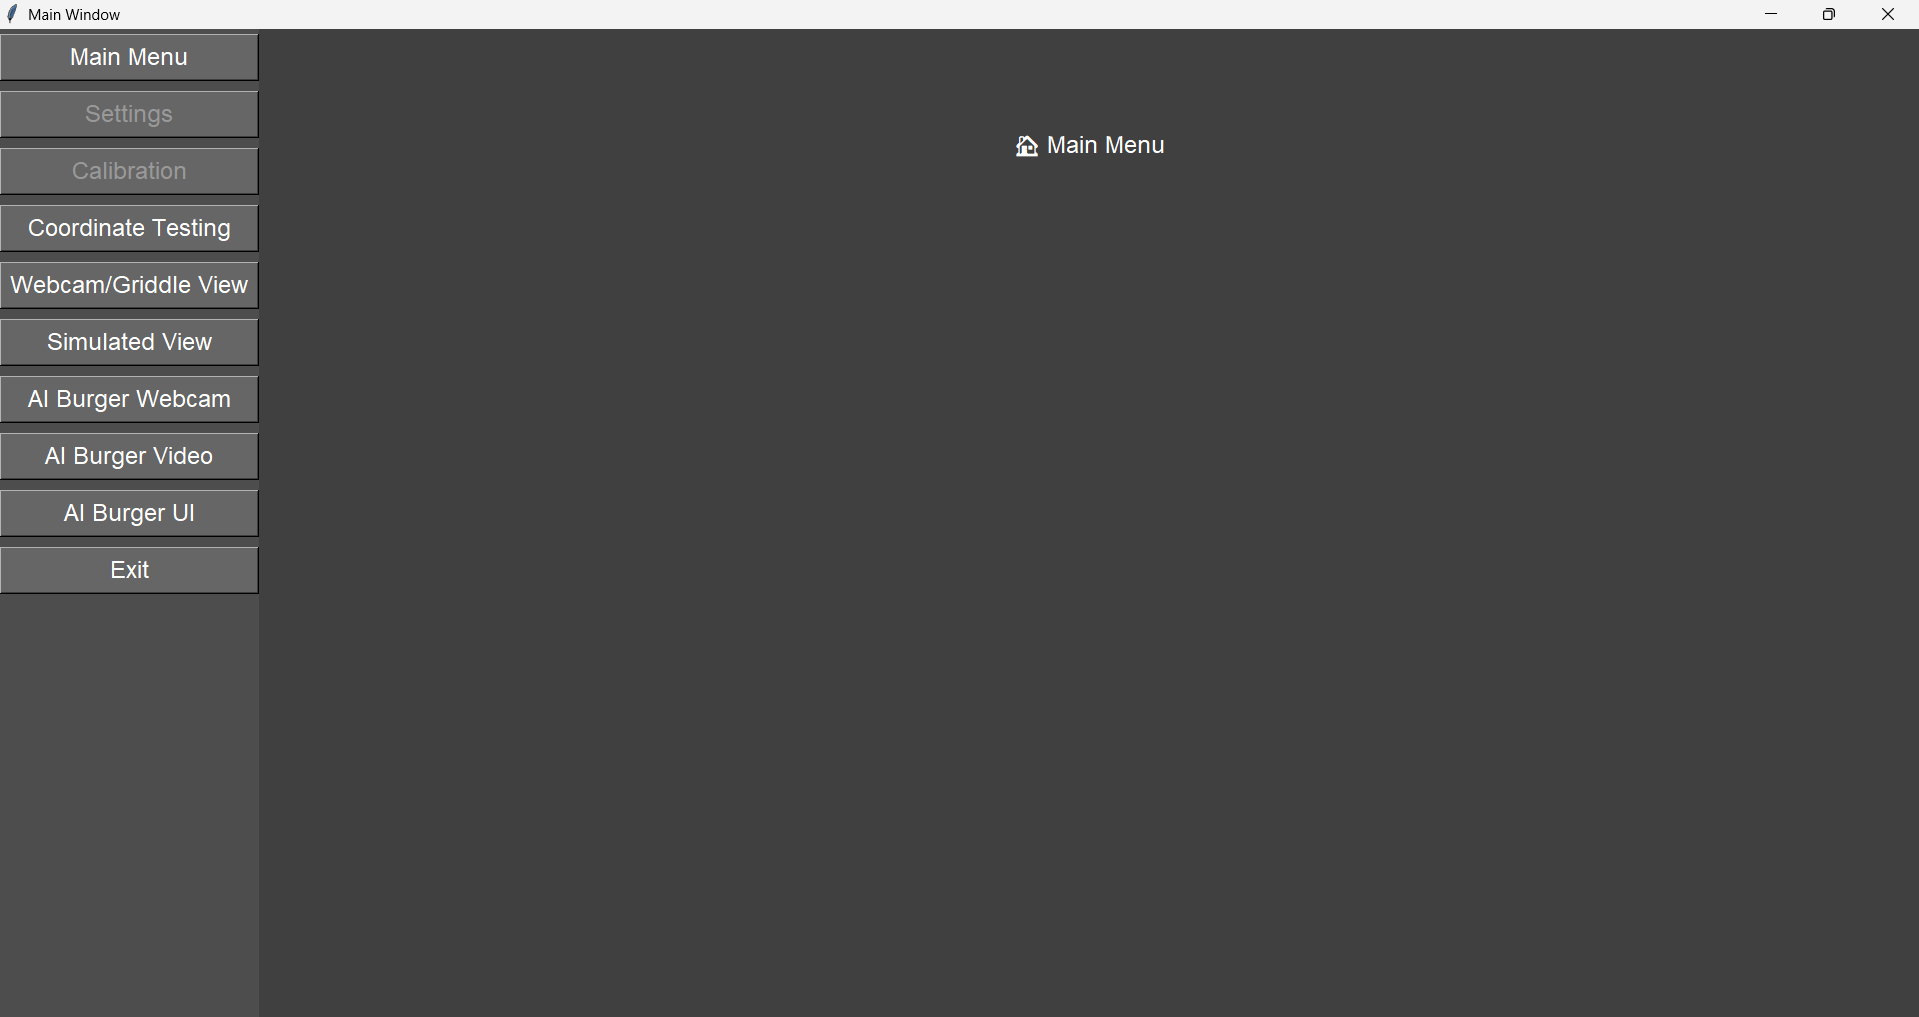 Main Window
Main Menu
Settings
Calibration
Coordinate Testing
Webcam/Griddle View
Simulated View
AI Burger Webcam
AI Burger Video
AI Burger UI
Exit
🏠 Main Menu